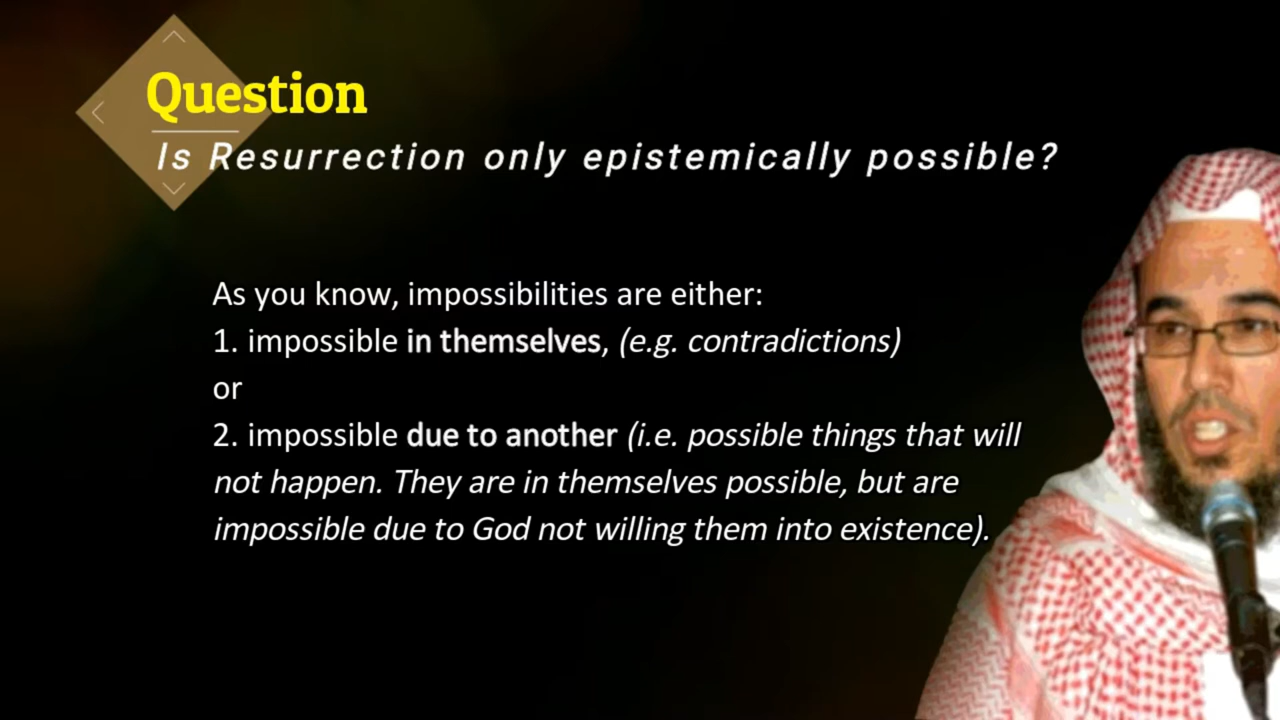 Question
Is Resurrection only epistemically possible?
As you know, impossibilities are either:
1. impossible in themselves, (e.g. contradictions)
or
2. impossible due to another (i.e. possible things that will
not happen. They are in themselves possible, but are
impossible due to God not willing them into existence).